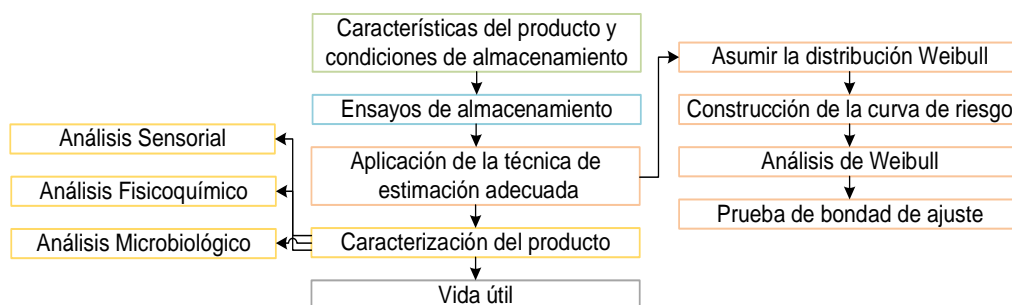 Características del producto y
condiciones de almacenamiento
Ensayos de almacenamiento
Aplicación de la técnica de
estimación adecuada
Caracterización del producto
Vida útil
Análisis Sensorial
Análisis Fisicoquímico
Análisis Microbiológico
Asumir la distribución Weibull
Construcción de la curva de riesgo
Análisis de Weibull
Prueba de bondad de ajuste